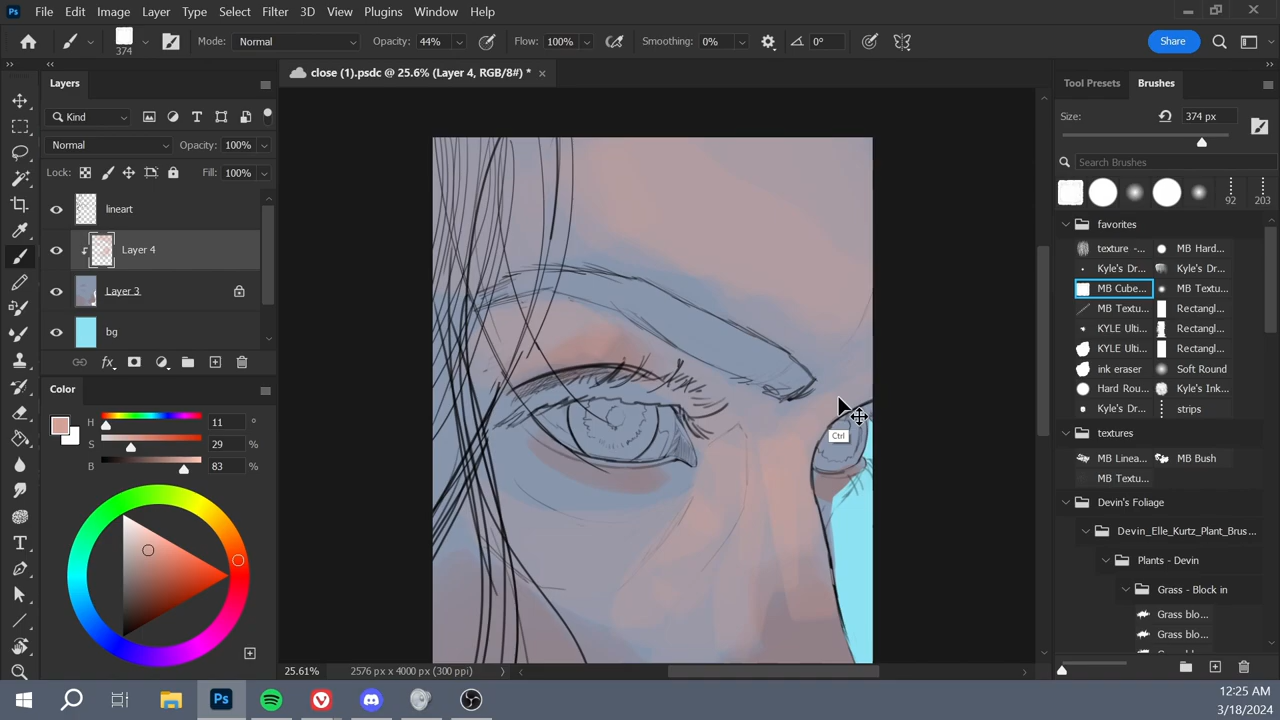 Ps File Edit Image Layer Type Select Filter 3D View Plugins Window Help
374 Mode: Normal Opacity: 44% Flow: 100% Smoothing: 0% 0° Share
Layers
Kind
Normal Opacity: 100%
Lock: Fill: 100%
lineart
Layer 4
Layer 3
bg
fx
Color
H 11 °
S 29 %
B 83 %
close (1).psdc @ 25.6% (Layer 4, RGB/8#) *
Ctrl
25.61% 2576 px x 4000 px (300 ppi)
Tool Presets Brushes
Size: 374 px
Search Brushes
92 203
favorites
texture -... MB Hard...
Kyle's Dr... Kyle's Dr...
MB Cube... MB Textu...
MB Textu... Rectangl...
Kyle's Dr... strips
KYLE Ulti... Rectangl...
KYLE Ulti... Rectangl...
ink eraser Soft Round
Hard Rou... Kyle's Ink...
textures
MB Linea... MB Bush
MB Textu...
Devin's Foliage
Devin_Elle_Kurtz_Plant_Brus...
Plants - Devin
Grass - Block in
Grass blo...
Grass blo...
Ps
12:25 AM
3/18/2024